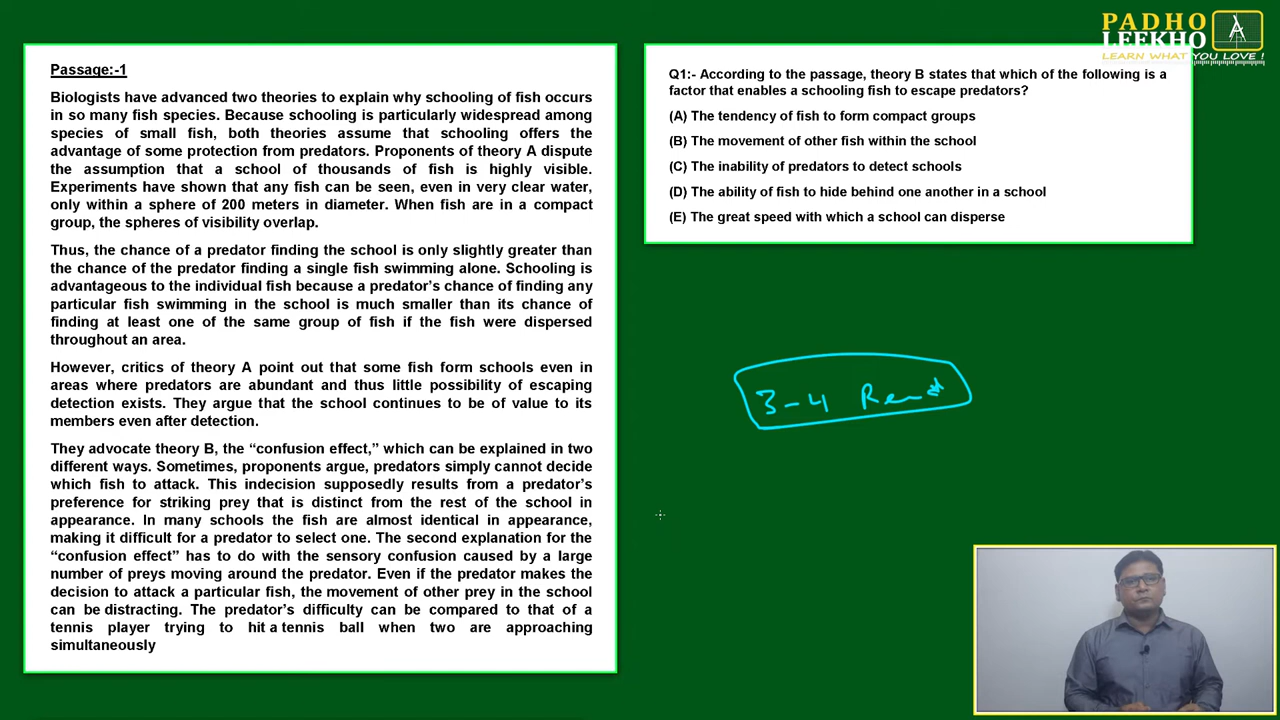 PADHO
LEEKHO
LEARN WHAT YOU LOVE !
Passage:-1
Biologists have advanced two theories to explain why schooling of fish occurs
in so many fish species. Because schooling is particularly widespread among
species of small fish, both theories assume that schooling offers the
advantage of some protection from predators. Proponents of theory A dispute
the assumption that a school of thousands of fish is highly visible.
Experiments have shown that any fish can be seen, even in very clear water,
only within a sphere of 200 meters in diameter. When fish are in a compact
group, the spheres of visibility overlap.
Thus, the chance of a predator finding the school is only slightly greater than
the chance of the predator finding a single fish swimming alone. Schooling is
advantageous to the individual fish because a predator's chance of finding any
particular fish swimming in the school is much smaller than its chance of
finding at least one of the same group of fish if the fish were dispersed
throughout an area.
However, critics of theory A point out that some fish form schools even in
areas where predators are abundant and thus little possibility of escaping
detection exists. They argue that the school continues to be of value to its
members even after detection.
They advocate theory B, the “confusion effect,” which can be explained in two
different ways. Sometimes, proponents argue, predators simply cannot decide
which fish to attack. This indecision supposedly results from a predator's
preference for striking prey that is distinct from the rest of the school in
appearance. In many schools the fish are almost identical in appearance,
making it difficult for a predator to select one. The second explanation for the
“confusion effect” has to do with the sensory confusion caused by a large
number of preys moving around the predator. Even if the predator makes the
decision to attack a particular fish, the movement of other prey in the school
can be distracting. The predator's difficulty can be compared to that of a
tennis player trying to hit a tennis ball when two are approaching
simultaneously
Q1:- According to the passage, theory B states that which of the following is a
factor that enables a schooling fish to escape predators?
(A) The tendency of fish to form compact groups
(B) The movement of other fish within the school
(C) The inability of predators to detect schools
(D) The ability of fish to hide behind one another in a school
(E) The great speed with which a school can disperse
3-4